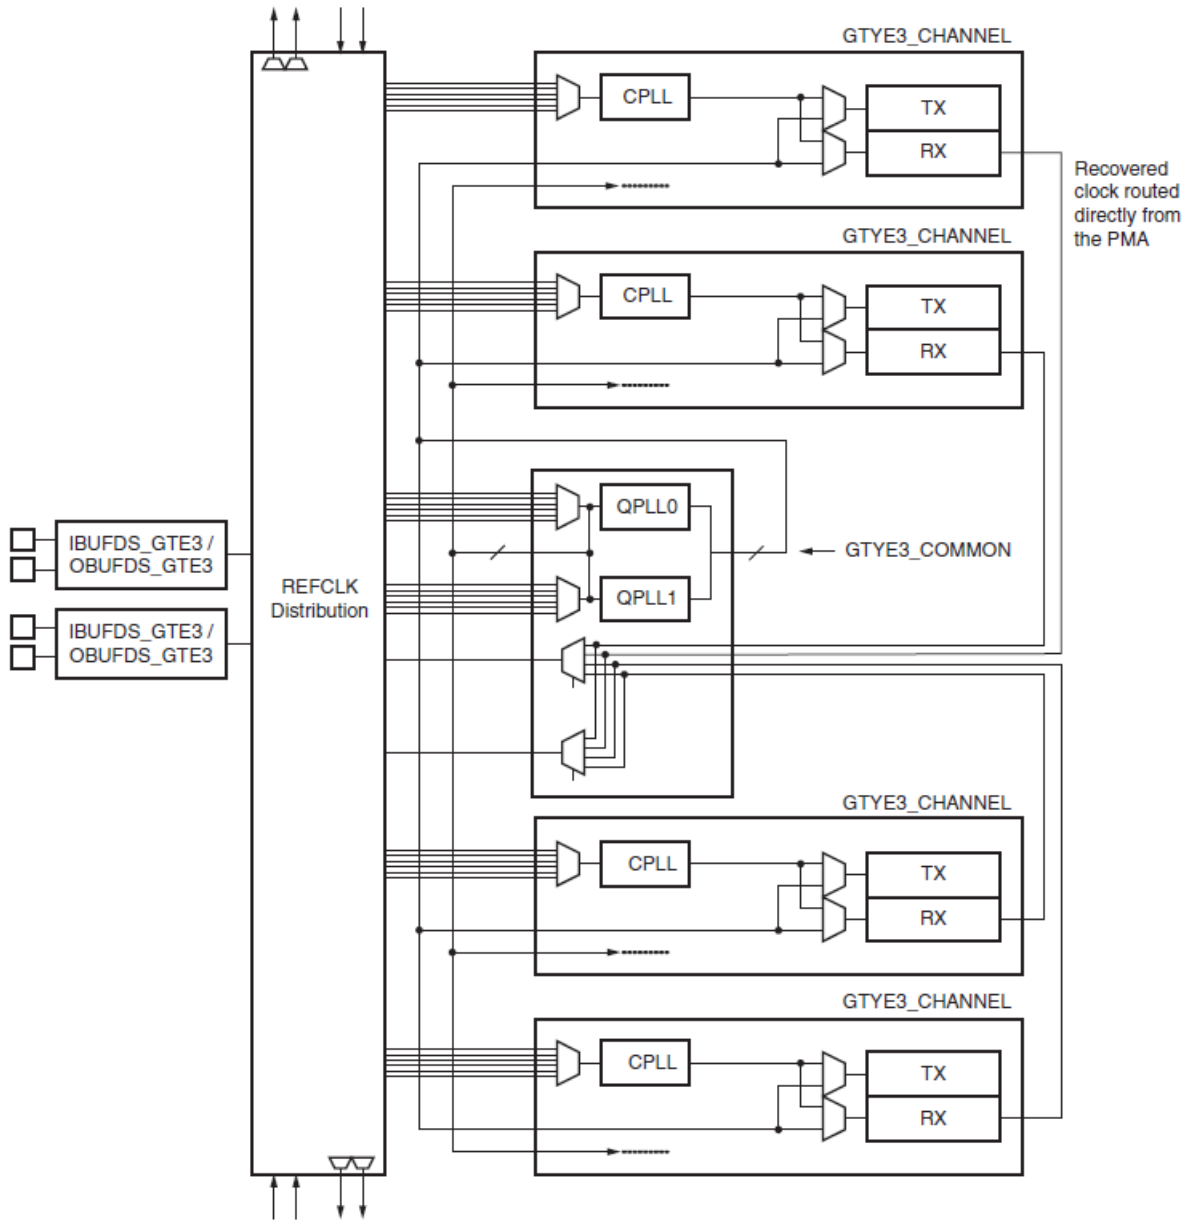 GTYE3_CHANNEL
CPLL
TX
RX
Recovered
clock routed
directly from
the PMA
GTYE3_CHANNEL
CPLL
TX
RX
QPLL0
GTYE3_COMMON
QPLL1
IBUFDS_GTE3 /
OBUFDS_GTE3
IBUFDS_GTE3 /
OBUFDS_GTE3
REFCLK
Distribution
GTYE3_CHANNEL
CPLL
TX
RX
GTYE3_CHANNEL
CPLL
TX
RX